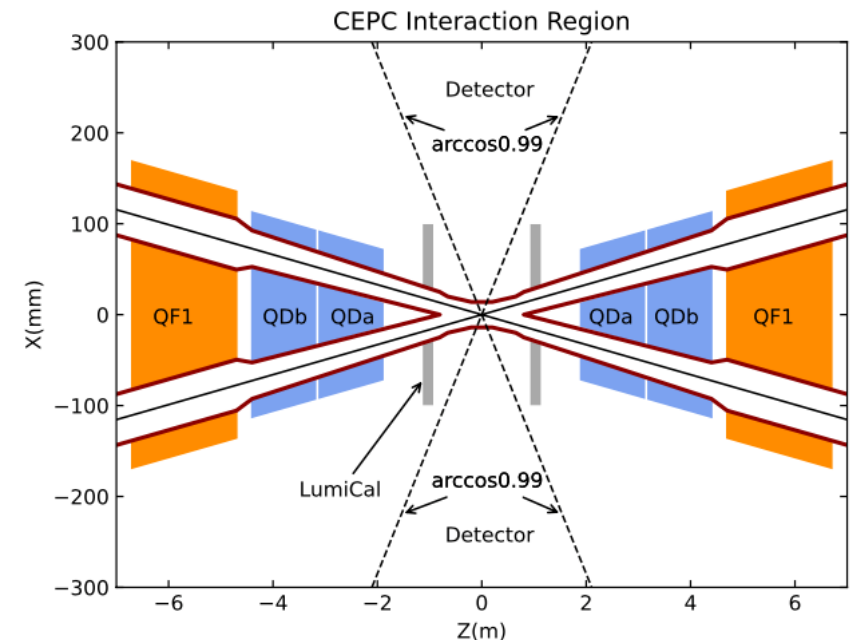 CEPC Interaction Region
300
200
100
0
−100
−200
−300
X(mm)
Detector
arccos0.99
QF1
QDb
QDa
QDa
QDb
QF1
LumiCal
arccos0.99
Detector
−6
−4
−2
0
2
4
6
Z(m)